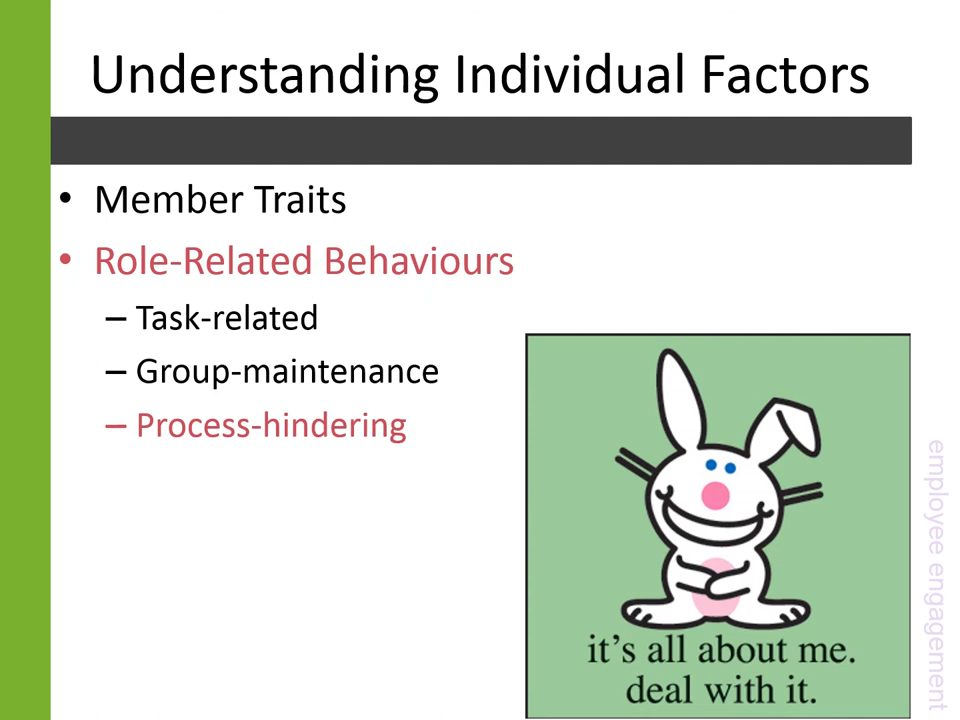 Understanding Individual Factors
• Member Traits
• Role-Related Behaviours
– Task-related
– Group-maintenance
– Process-hindering
it's all about me.
deal with it.
employee engagement